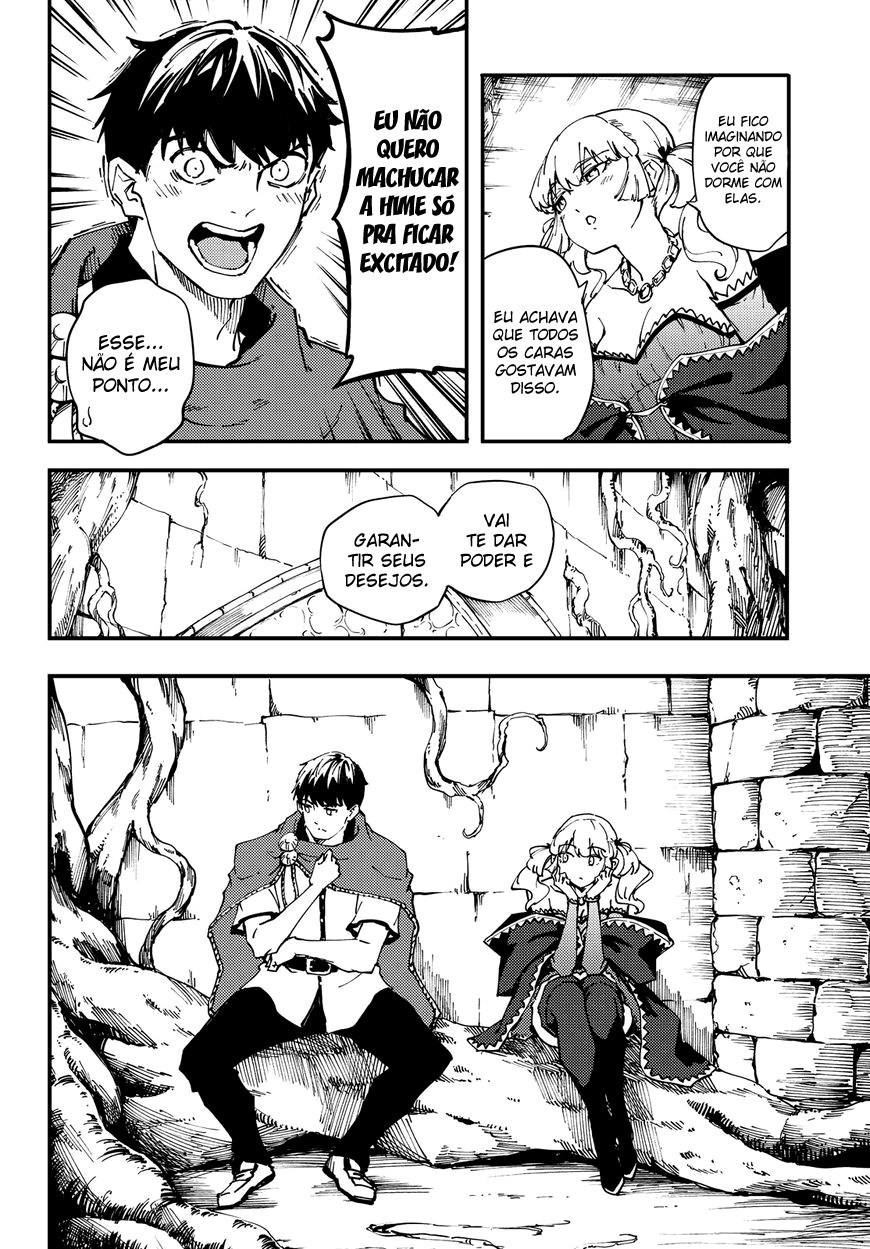 EU FICO
IMAGINANDO
POR QUE
VOCÊ NÃO
DORME COM
ELAS.
EU ACHAVA
QUE TODOS
OS CARAS
GOSTAVAM
DISSO.
EU NÃO
QUERO
MACHUCAR
A HIME SÓ
PRA FICAR
EXCITADO!
ESSE...
NÃO É MEU
PONTO...
VAI
TE DAR
PODER E
GARAN-
TIR SEUS
DESEJOS.